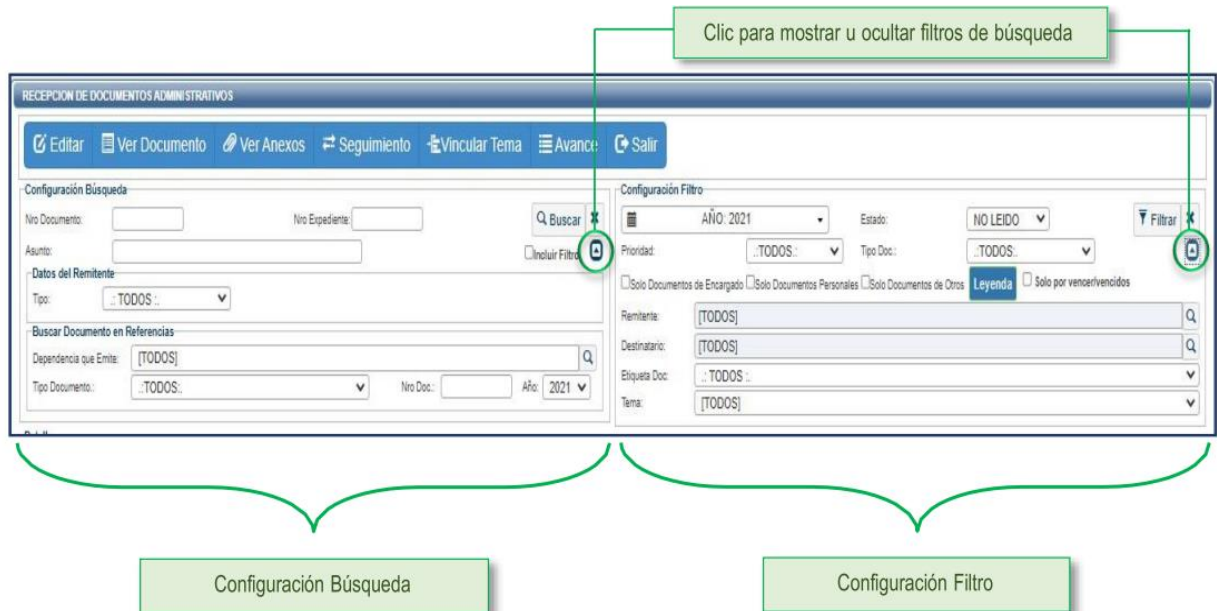 Clic para mostrar u ocultar filtros de búsqueda
RECEPCION DE DOCUMENTOS ADMINISTRATIVOS
Editar Ver Documento Ver Anexos Seguimiento Vincular Tema Avance Salir
Configuración Búsqueda
Nro Documento: Nro Expediente: Buscar
Asunto: Incluir Filtro
Datos del Remitente
Tipo: .: TODOS :.
Buscar Documento en Referencias
Dependencia que Emite: [TODOS]
Tipo Documento.: .:TODOS:. Nro Doc.: Año: 2021
Configuración Filtro
AÑO: 2021 Estado: NO LEIDO Filtrar
Prioridad: .:TODOS.: Tipo Doc.: .:TODOS:.
Solo Documentos de Encargado Solo Documentos Personales Solo Documentos de Otros Leyenda Solo por vencer/vencidos
Remitente: [TODOS]
Destinatario: [TODOS]
Etiqueta Doc: .: TODOS :.
Tema: [TODOS]
Configuración Búsqueda
Configuración Filtro